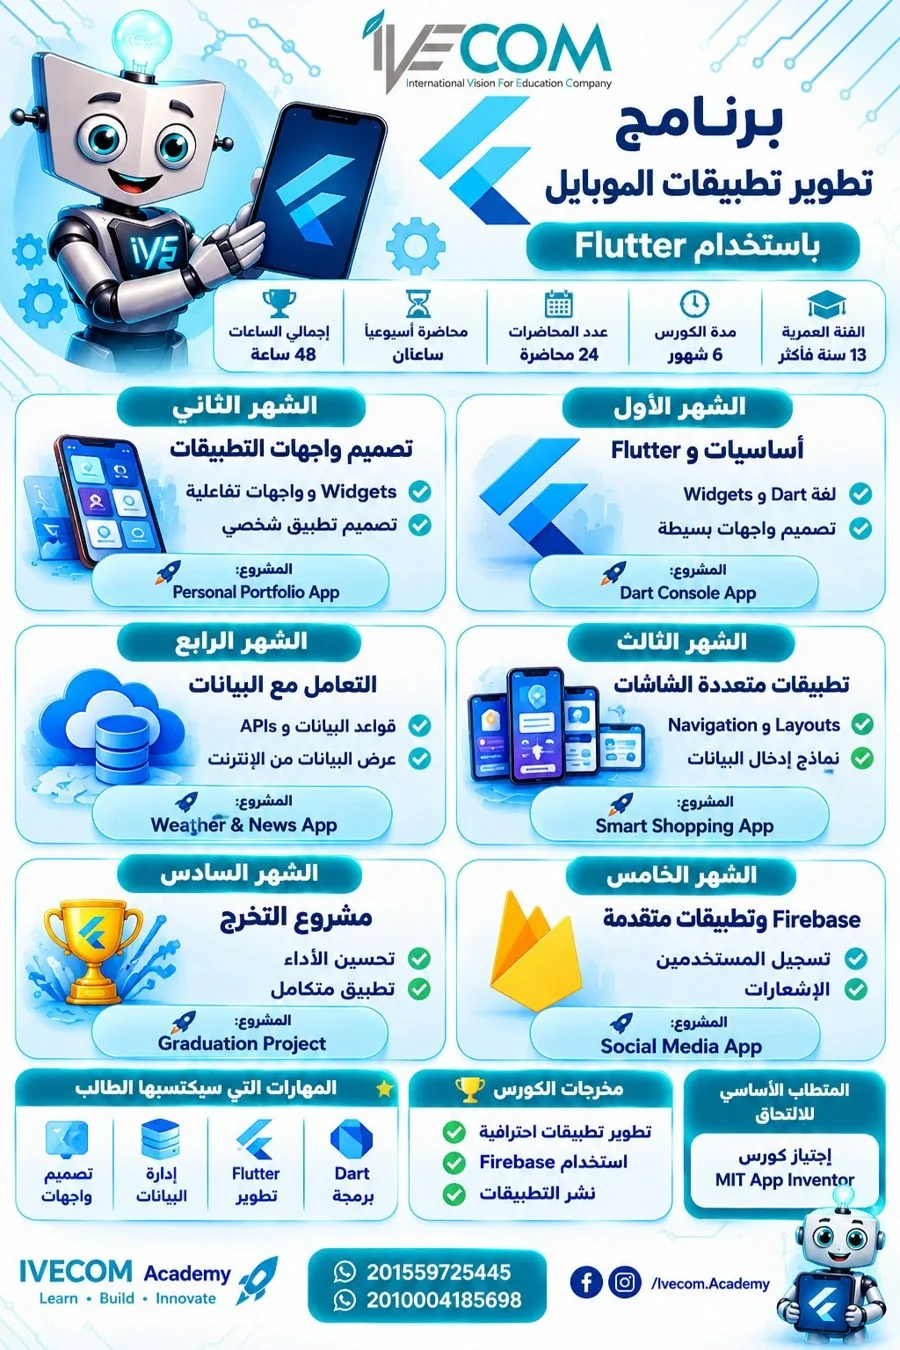 IVECOM
International Vision For Education Company
برنامج
تطوير تطبيقات الموبايل
باستخدام Flutter
الفئة العمرية
13 سنة فأكثر
مدة الكورس
6 شهور
عدد المحاضرات
24 محاضرة
محاضرة أسبوعياً
ساعتان
إجمالي الساعات
48 ساعة
الشهر الأول
أساسيات و Flutter
لغة Dart و Widgets
تصميم واجهات بسيطة
المشروع:
Dart Console App
الشهر الثاني
تصميم واجهات التطبيقات
Widgets و واجهات تفاعلية
تصميم تطبيق شخصي
المشروع:
Personal Portfolio App
الشهر الثالث
تطبيقات متعددة الشاشات
Layouts و Navigation
نماذج إدخال البيانات
المشروع:
Smart Shopping App
الشهر الرابع
التعامل مع البيانات
قواعد البيانات و APIs
عرض البيانات من الإنترنت
المشروع:
Weather & News App
الشهر الخامس
Firebase وتطبيقات متقدمة
تسجيل المستخدمين
الإشعارات
المشروع:
Social Media App
الشهر السادس
مشروع التخرج
تحسين الأداء
تطبيق متكامل
المشروع:
Graduation Project
المتطلب الأساسي
للالتحاق
إجتياز كورس
MIT App Inventor
مخرجات الكورس
تطوير تطبيقات احترافية
استخدام Firebase
نشر التطبيقات
المهارات التي سيكتسبها الطالب
Dart
برمجة
Flutter
تطوير
إدارة
البيانات
تصميم
واجهات
IVECOM Academy
Learn • Build • Innovate
201559725445
2010004185698
/Ivecom.Academy